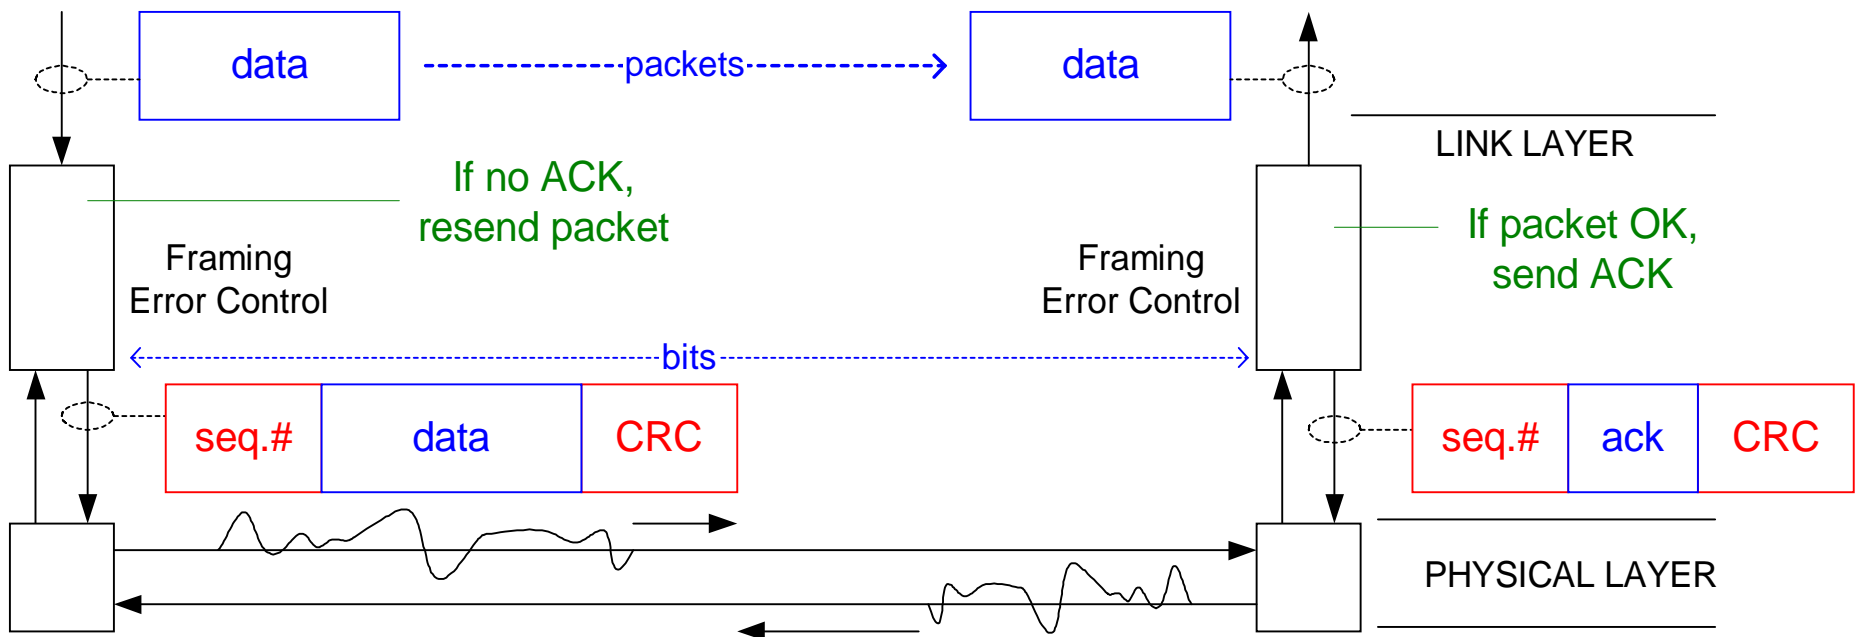 data
packets
data
LINK LAYER
If no ACK,
resend packet
If packet OK,
send ACK
Framing
Error Control
Framing
Error Control
bits
seq.# data CRC
seq.# ack CRC
PHYSICAL LAYER